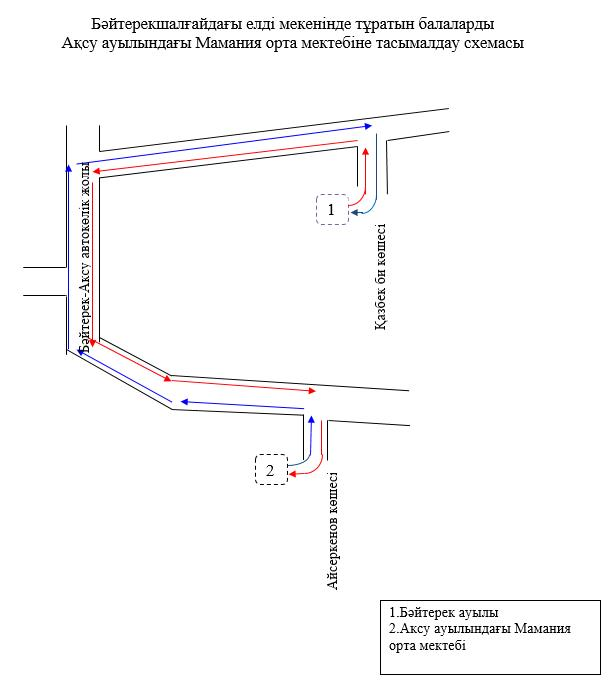 Бәйтерекшалғайдағы елді мекенінде тұратын балаларды
Ақсу ауылындағы Мамания орта мектебіне тасымалдау схемасы
Бәйтерек-Аксу автокөлік жолы
1
Қазбек би көшесі
2
Айсеркенов көшесі
1.Бәйтерек ауылы
2.Аксу ауылындағы Мамания
орта мектебі